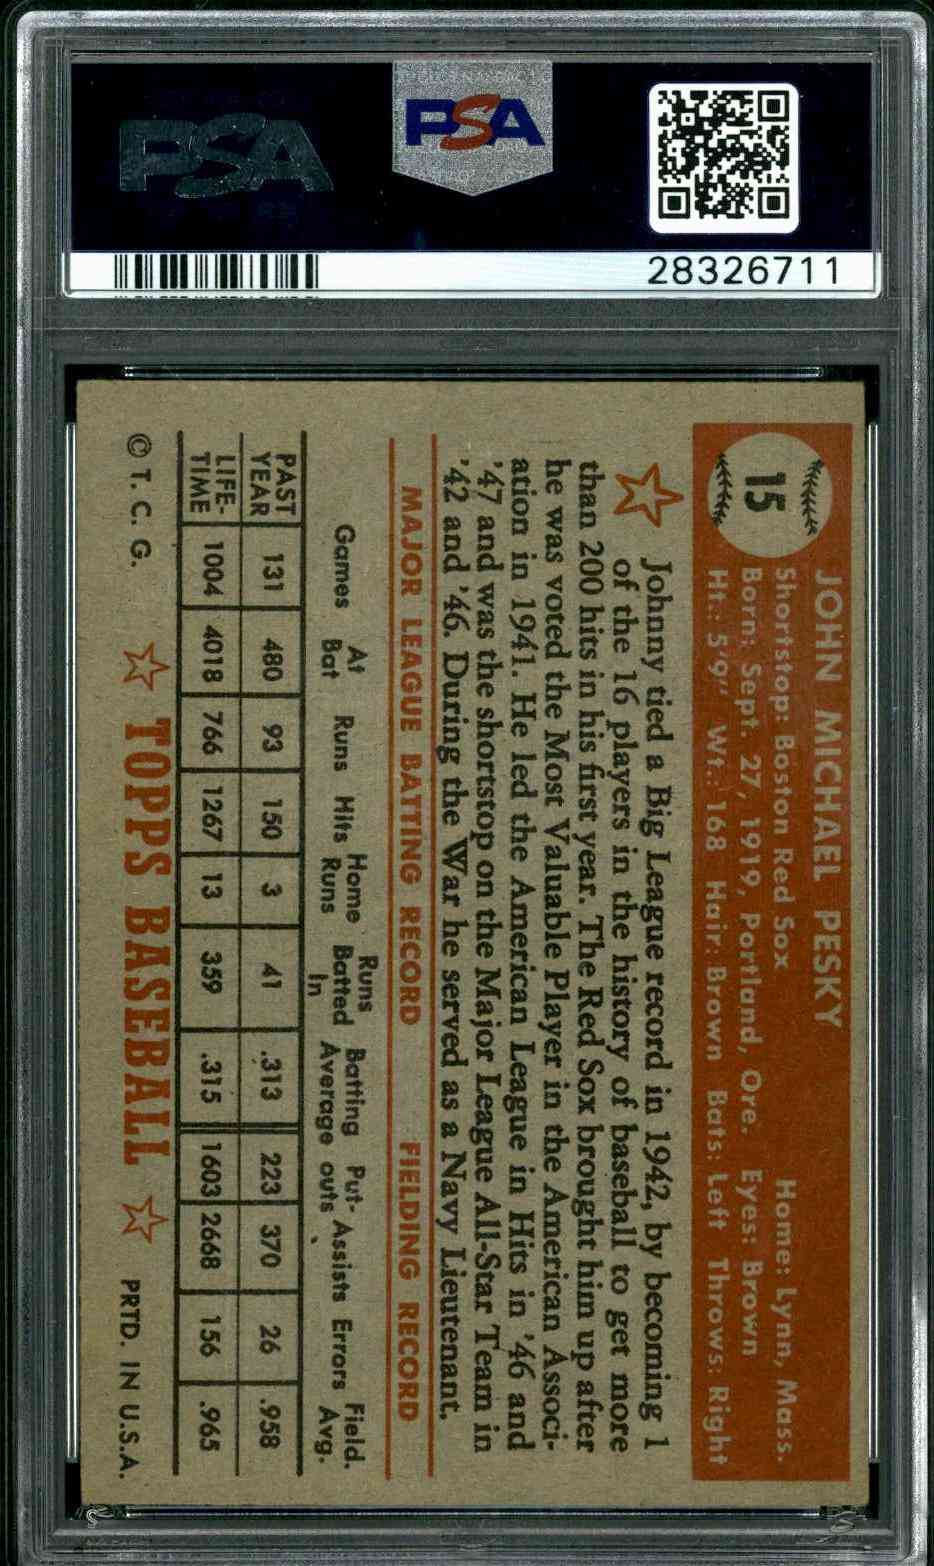 PSA
PSA
28326711
15
JOHN MICHAEL PESKY
Shortstop: Boston Red Sox Home: Lynn, Mass.
Born: Sept. 27, 1919, Portland, Ore. Eyes: Brown
Ht.: 5'9" Wt.: 168 Hair: Brown Bats: Left Throws: Right
Johnny tied a Big League record in 1942, by becoming 1
of the 16 players in the history of baseball to get more
than 200 hits in his first year. The Red Sox brought him up after
he was voted the Most Valuable Player in the American Associ-
ation in 1941. He led the American League in Hits in '46 and
'47 and was the shortstop on the Major League All-Star Team in
'42 and '46. During the War he served as a Navy Lieutenant.
MAJOR LEAGUE BATTING RECORD FIELDING RECORD
Games At Bat Runs Hits Home Runs Runs Batted In Batting Average Put-outs Assists Errors Field. Avg.
PAST YEAR 131 480 93 150 3 41 .313 223 370 26 .958
LIFE-TIME 1004 4018 766 1267 13 359 .315 1603 2668 156 .965
© T. C. G. TOPPS BASEBALL PRTD. IN U.S.A.